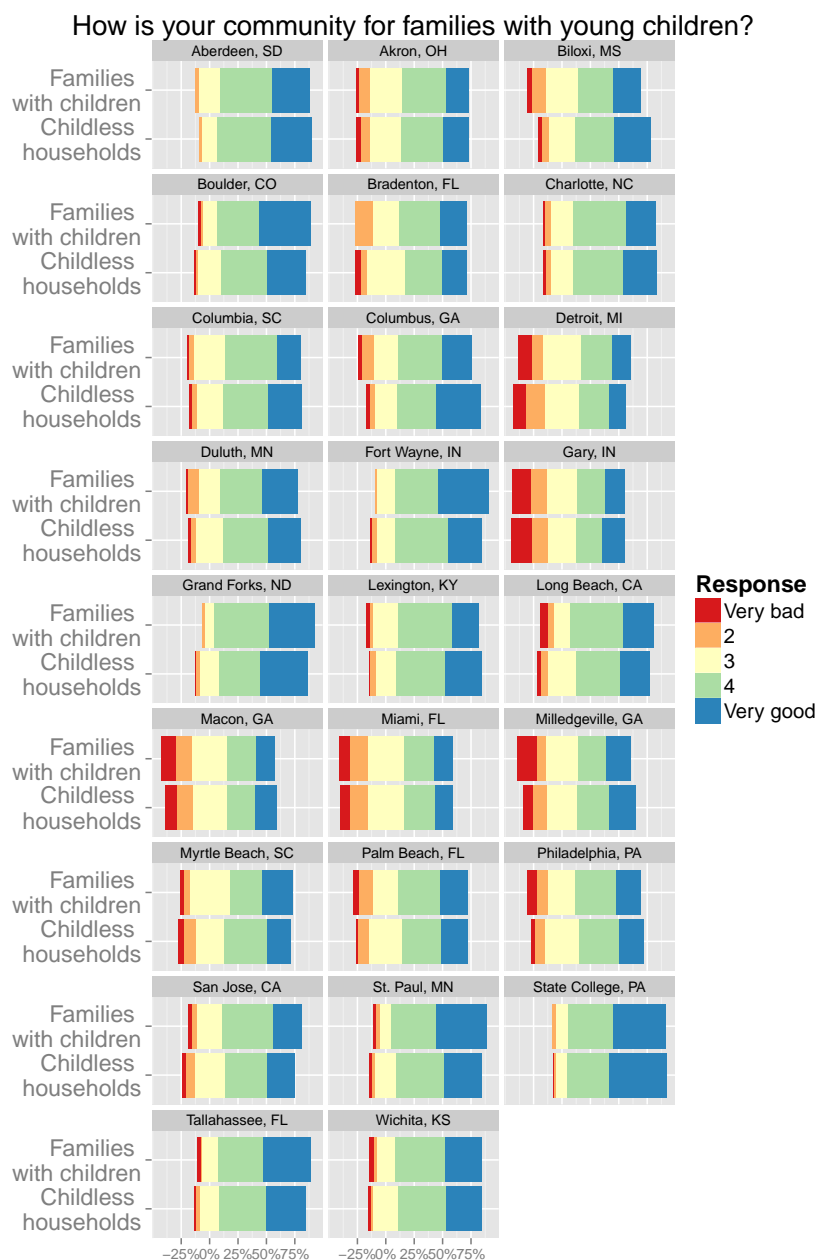 How is your community for families with young children?
Aberdeen, SD
Akron, OH
Biloxi, MS
Families
with children
Childless
households
Boulder, CO
Bradenton, FL
Charlotte, NC
Families
with children
Childless
households
Columbia, SC
Columbus, GA
Detroit, MI
Families
with children
Childless
households
Duluth, MN
Fort Wayne, IN
Gary, IN
Families
with children
Childless
households
Grand Forks, ND
Lexington, KY
Long Beach, CA
Families
with children
Childless
households
Response
Very bad
2
3
4
Very good
Macon, GA
Miami, FL
Milledgeville, GA
Families
with children
Childless
households
Myrtle Beach, SC
Palm Beach, FL
Philadelphia, PA
Families
with children
Childless
households
San Jose, CA
St. Paul, MN
State College, PA
Families
with children
Childless
households
Tallahassee, FL
Wichita, KS
Families
with children
Childless
households
−25%0% 25%50%75%
−25%0% 25%50%75%